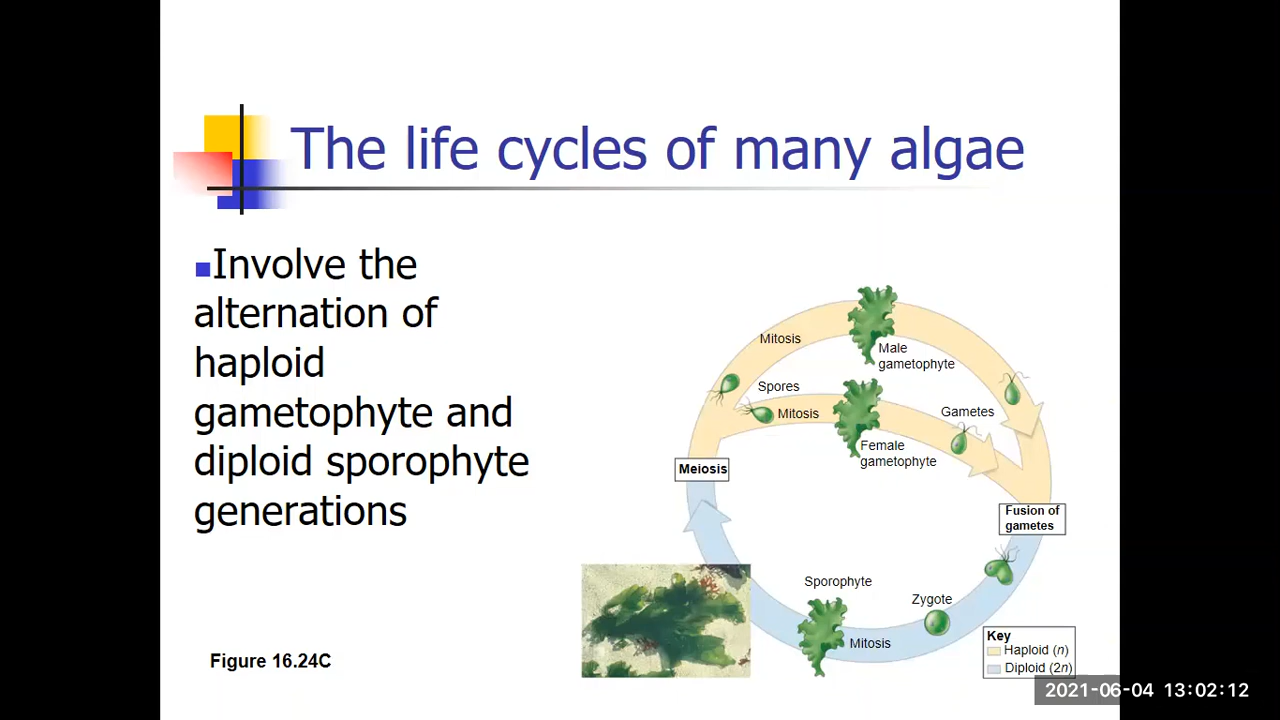 The life cycles of many algae
Involve the
alternation of
haploid
gametophyte and
diploid sporophyte
generations
Figure 16.24C
Mitosis
Male
gametophyte
Spores
Mitosis
Gametes
Female
gametophyte
Meiosis
Fusion of
gametes
Sporophyte
Zygote
Mitosis
Key
Haploid (n)
Diploid (2n)
2021-06-04 13:02:12